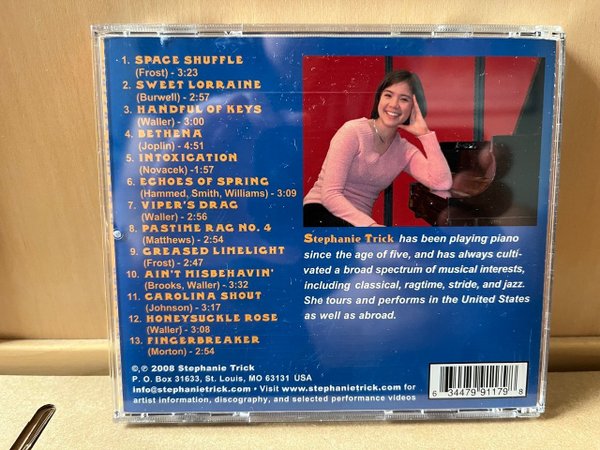 1. SPACE SHUFFLE
(Frost) - 3:23
2. SWEET LORRAINE
(Burwell) - 2:57
3. HANDFUL OF KEYS
(Waller) - 3:00
4. BETHENA
(Joplin) - 4:51
5. INTOXICATION
(Novacek) -1:57
6. ECHOES OF SPRING
(Hammed, Smith, Williams) - 3:09
7. VIPER'S DRAG
(Waller) - 2:56
8. PASTIME RAG NO. 4
(Matthews) - 2:54
9. GREASED LIMELIGHT
(Frost) - 2:47
10. AIN'T MISBEHAVIN'
(Brooks, Waller) - 3:32
11. CAROLINA SHOUT
(Johnson) - 3:17
12. HONEYSUCKLE ROSE
(Waller) - 3:08
13. FINGERBREAKER
(Morton) - 2:54
©,℗ 2008 Stephanie Trick
P. O. Box 31633, St. Louis, MO 63131 USA
info@stephanietrick.com • Visit www.stephanietrick.com for
artist information, discography, and selected performance videos
Stephanie Trick has been playing piano
since the age of five, and has always culti-
vated a broad spectrum of musical interests,
including classical, ragtime, stride, and jazz.
She tours and performs in the United States
as well as abroad.
6 34479 91179 8